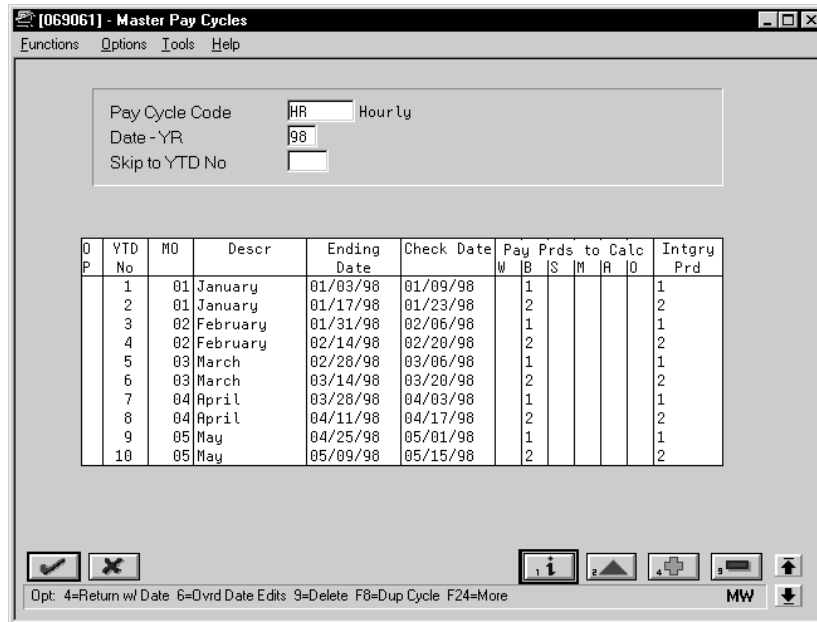 [069061] - Master Pay Cycles
Functions Options Tools Help
Pay Cycle Code HR Hourly
Date - YR 98
Skip to YTD No
O YTD MO Descr Ending Check Date Pay Prds to Calc Intgry
P No Date W B S M A O Prd
1 01 January 01/03/98 01/09/98 1 1
2 01 January 01/17/98 01/23/98 2 2
3 02 February 01/31/98 02/06/98 1 1
4 02 February 02/14/98 02/20/98 2 2
5 03 March 02/28/98 03/06/98 1 1
6 03 March 03/14/98 03/20/98 2 2
7 04 April 03/28/98 04/03/98 1 1
8 04 April 04/11/98 04/17/98 2 2
9 05 May 04/25/98 05/01/98 1 1
10 05 May 05/09/98 05/15/98 2 2
1 i 2 4 9
Opt: 4=Return w/ Date 6=Ovrd Date Edits 9=Delete F8=Dup Cycle F24=More MW